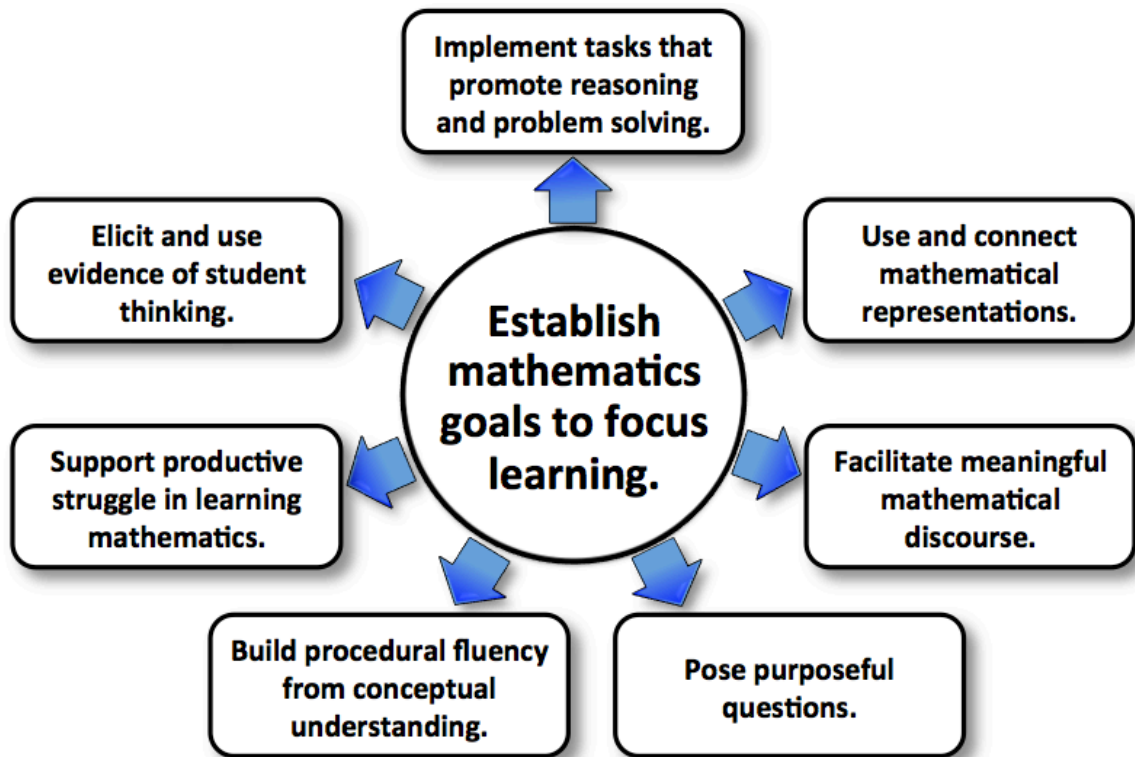 Implement tasks that
promote reasoning
and problem solving.
Elicit and use
evidence of student
thinking.
Use and connect
mathematical
representations.
Establish
mathematics
goals to focus
learning.
Support productive
struggle in learning
mathematics.
Facilitate meaningful
mathematical
discourse.
Build procedural fluency
from conceptual
understanding.
Pose purposeful
questions.